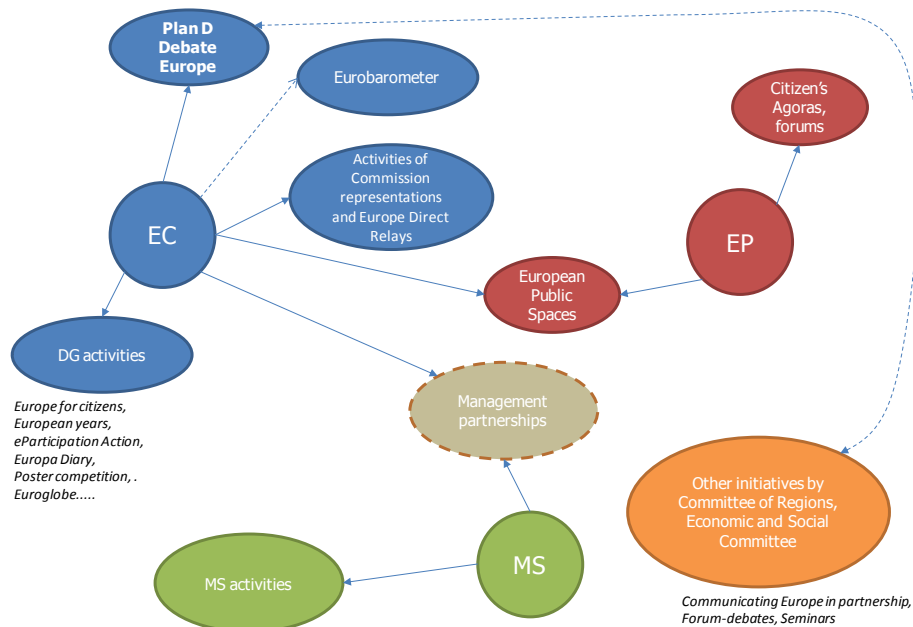 Plan D
Debate
Europe
Eurobarometer
Citizen's
Agoras,
forums
Activities of
Commission
representations
and Europe Direct
Relays
EC
EP
European
Public
Spaces
DG activities
Europe for citizens,
European years,
eParticipation Action,
Europa Diary,
Poster competition, .
Euroglobe.....
Management
partnerships
Other initiatives by
Committee of Regions,
Economic and Social
Committee
MS
MS activities
Communicating Europe in partnership,
Forum-debates, Seminars